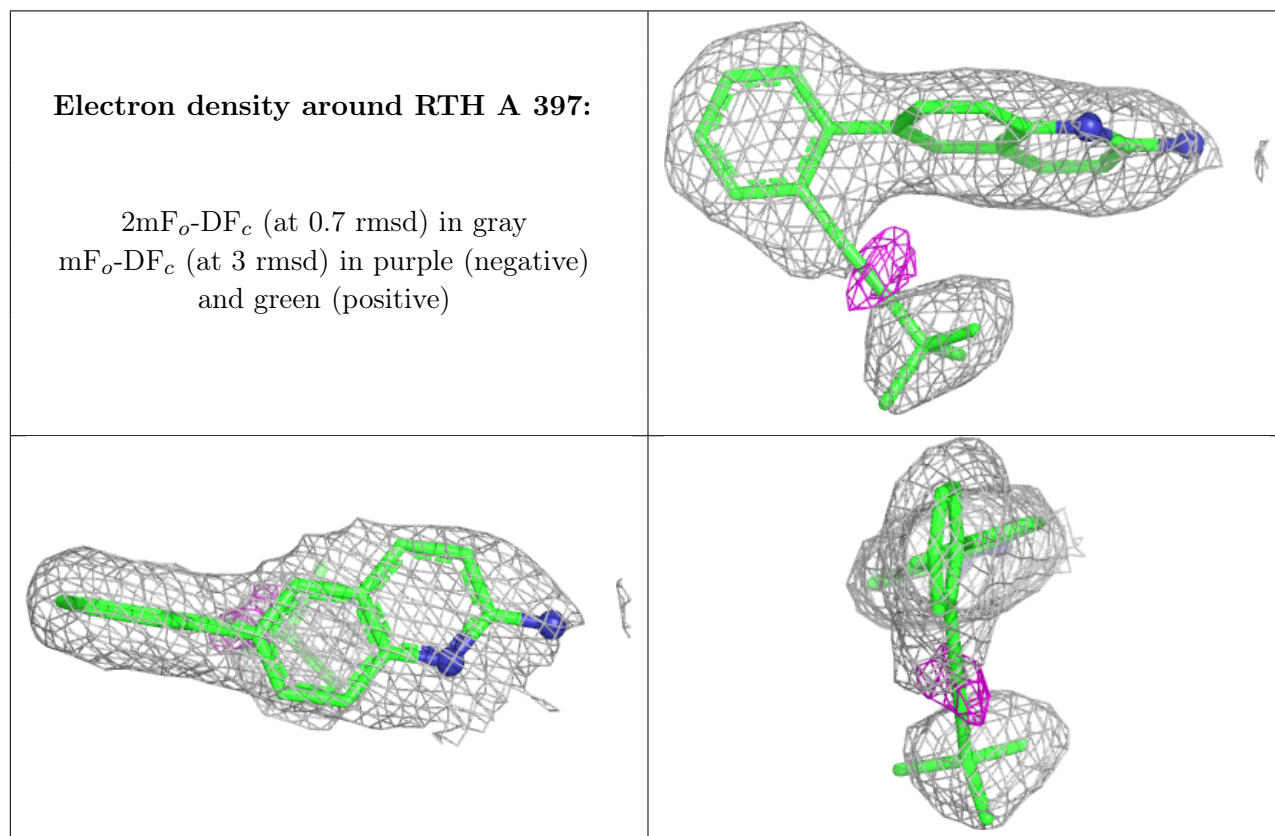 Electron density around RTH A 397:
2mFo-DFc (at 0.7 rmsd) in gray
mFo-DFc (at 3 rmsd) in purple (negative)
and green (positive)